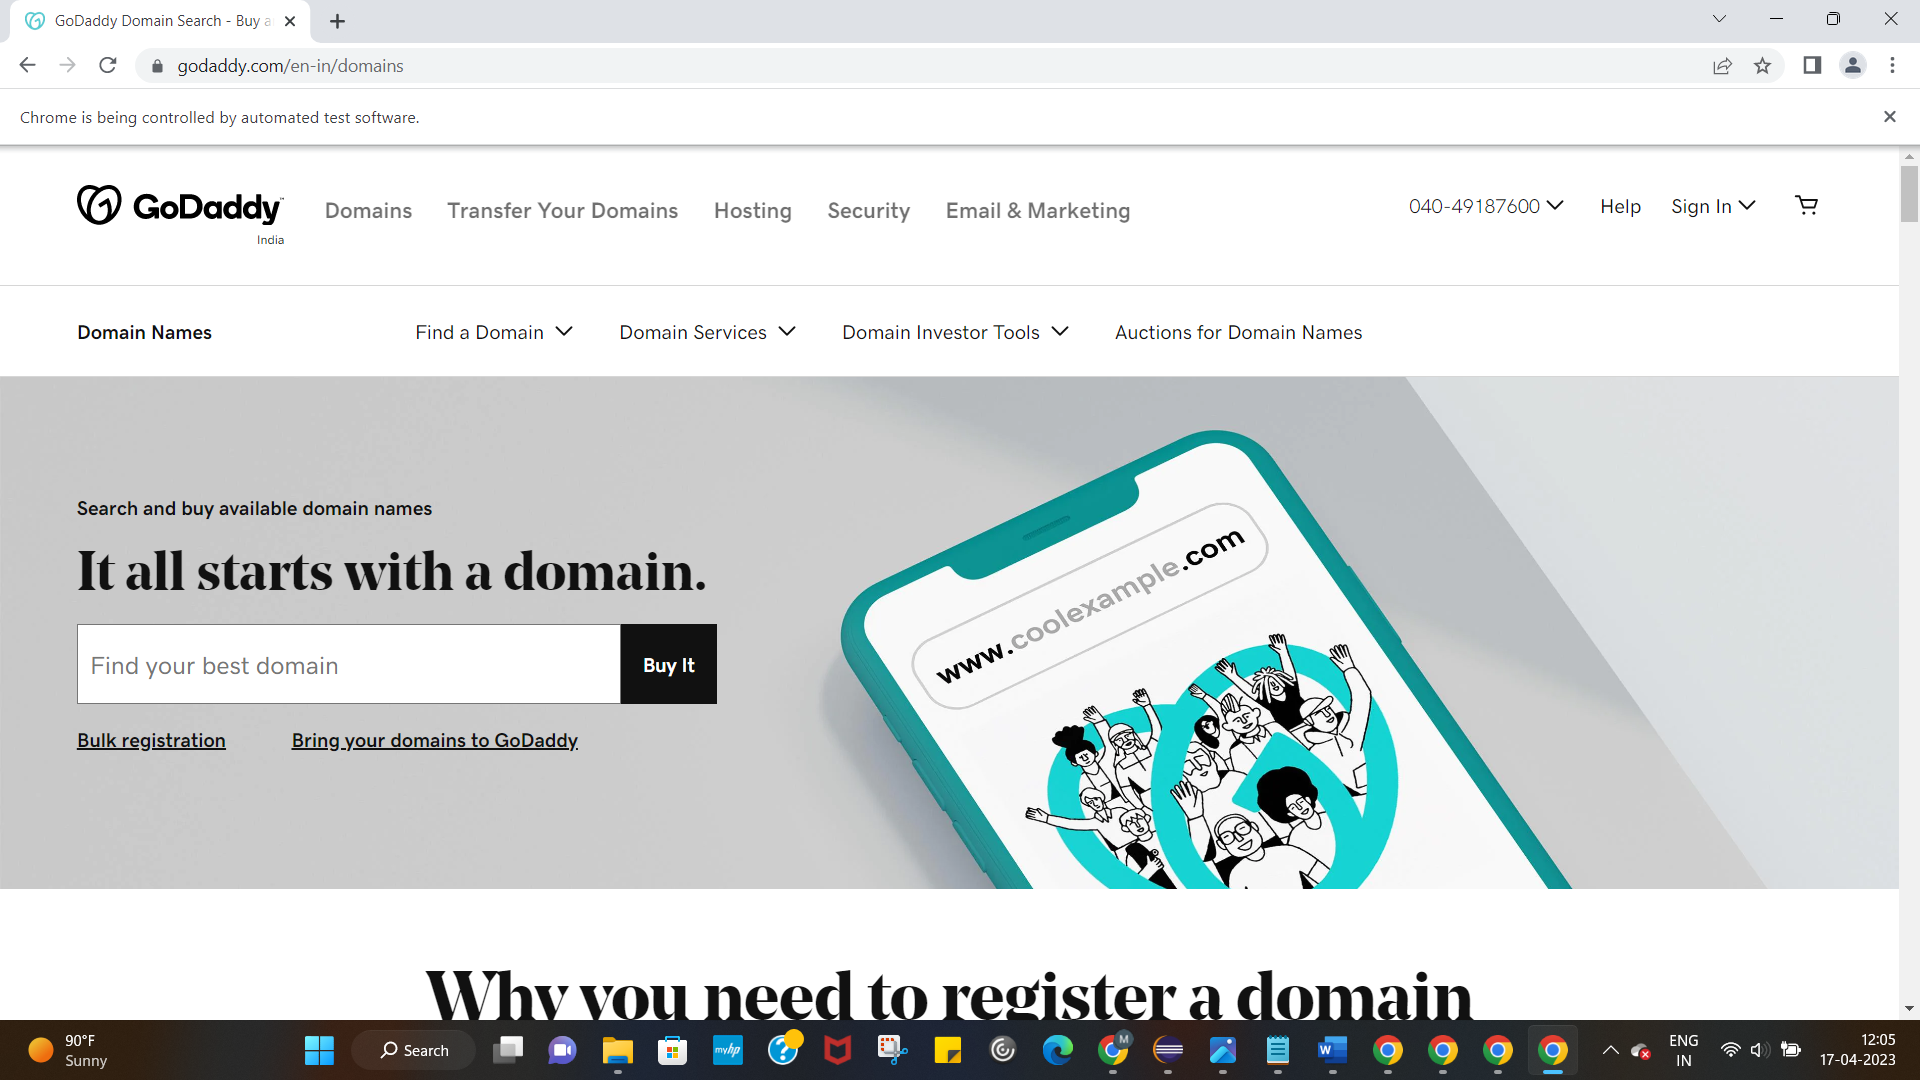 GoDaddy Domain Search - Buy a
godaddy.com/en-in/domains
Chrome is being controlled by automated test software.
GoDaddy
India
Domains
Transfer Your Domains
Hosting
Security
Email & Marketing
040-49187600
Help
Sign In
Domain Names
Find a Domain
Domain Services
Domain Investor Tools
Auctions for Domain Names
Search and buy available domain names
It all starts with a domain.
Find your best domain
Buy It
Bulk registration
Bring your domains to GoDaddy
www.coolexample.com
Why you need to register a domain
90°F
Sunny
Search
myhp
M
W
ENG
IN
12:05
17-04-2023